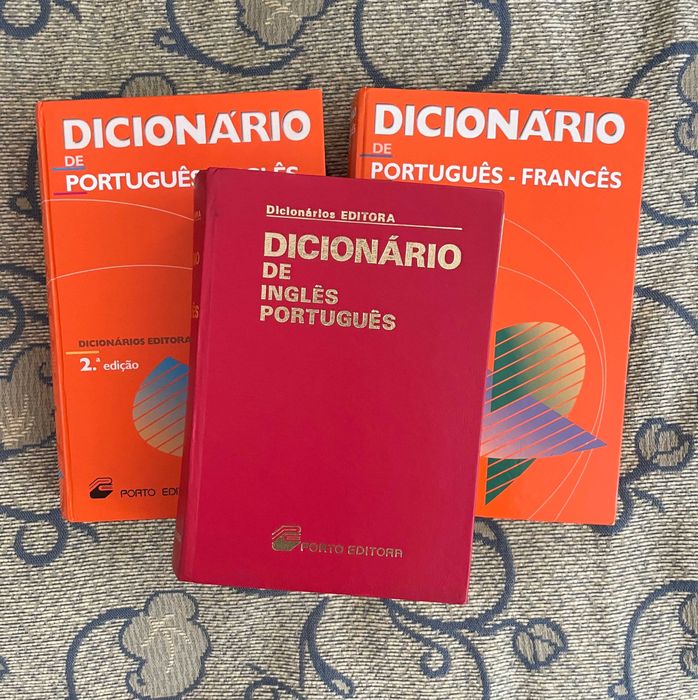 DICIONÁRIO
DE
PORTUGUÊS
DICIONÁRIOS EDITORA
2.ª edição
PORTO
DICIONÁRIO
DE
PORTUGUÊS - FRANCÊS
Dicionários EDITORA
DICIONÁRIO
DE
INGLÊS
PORTUGUÊS
PORTO EDITORA